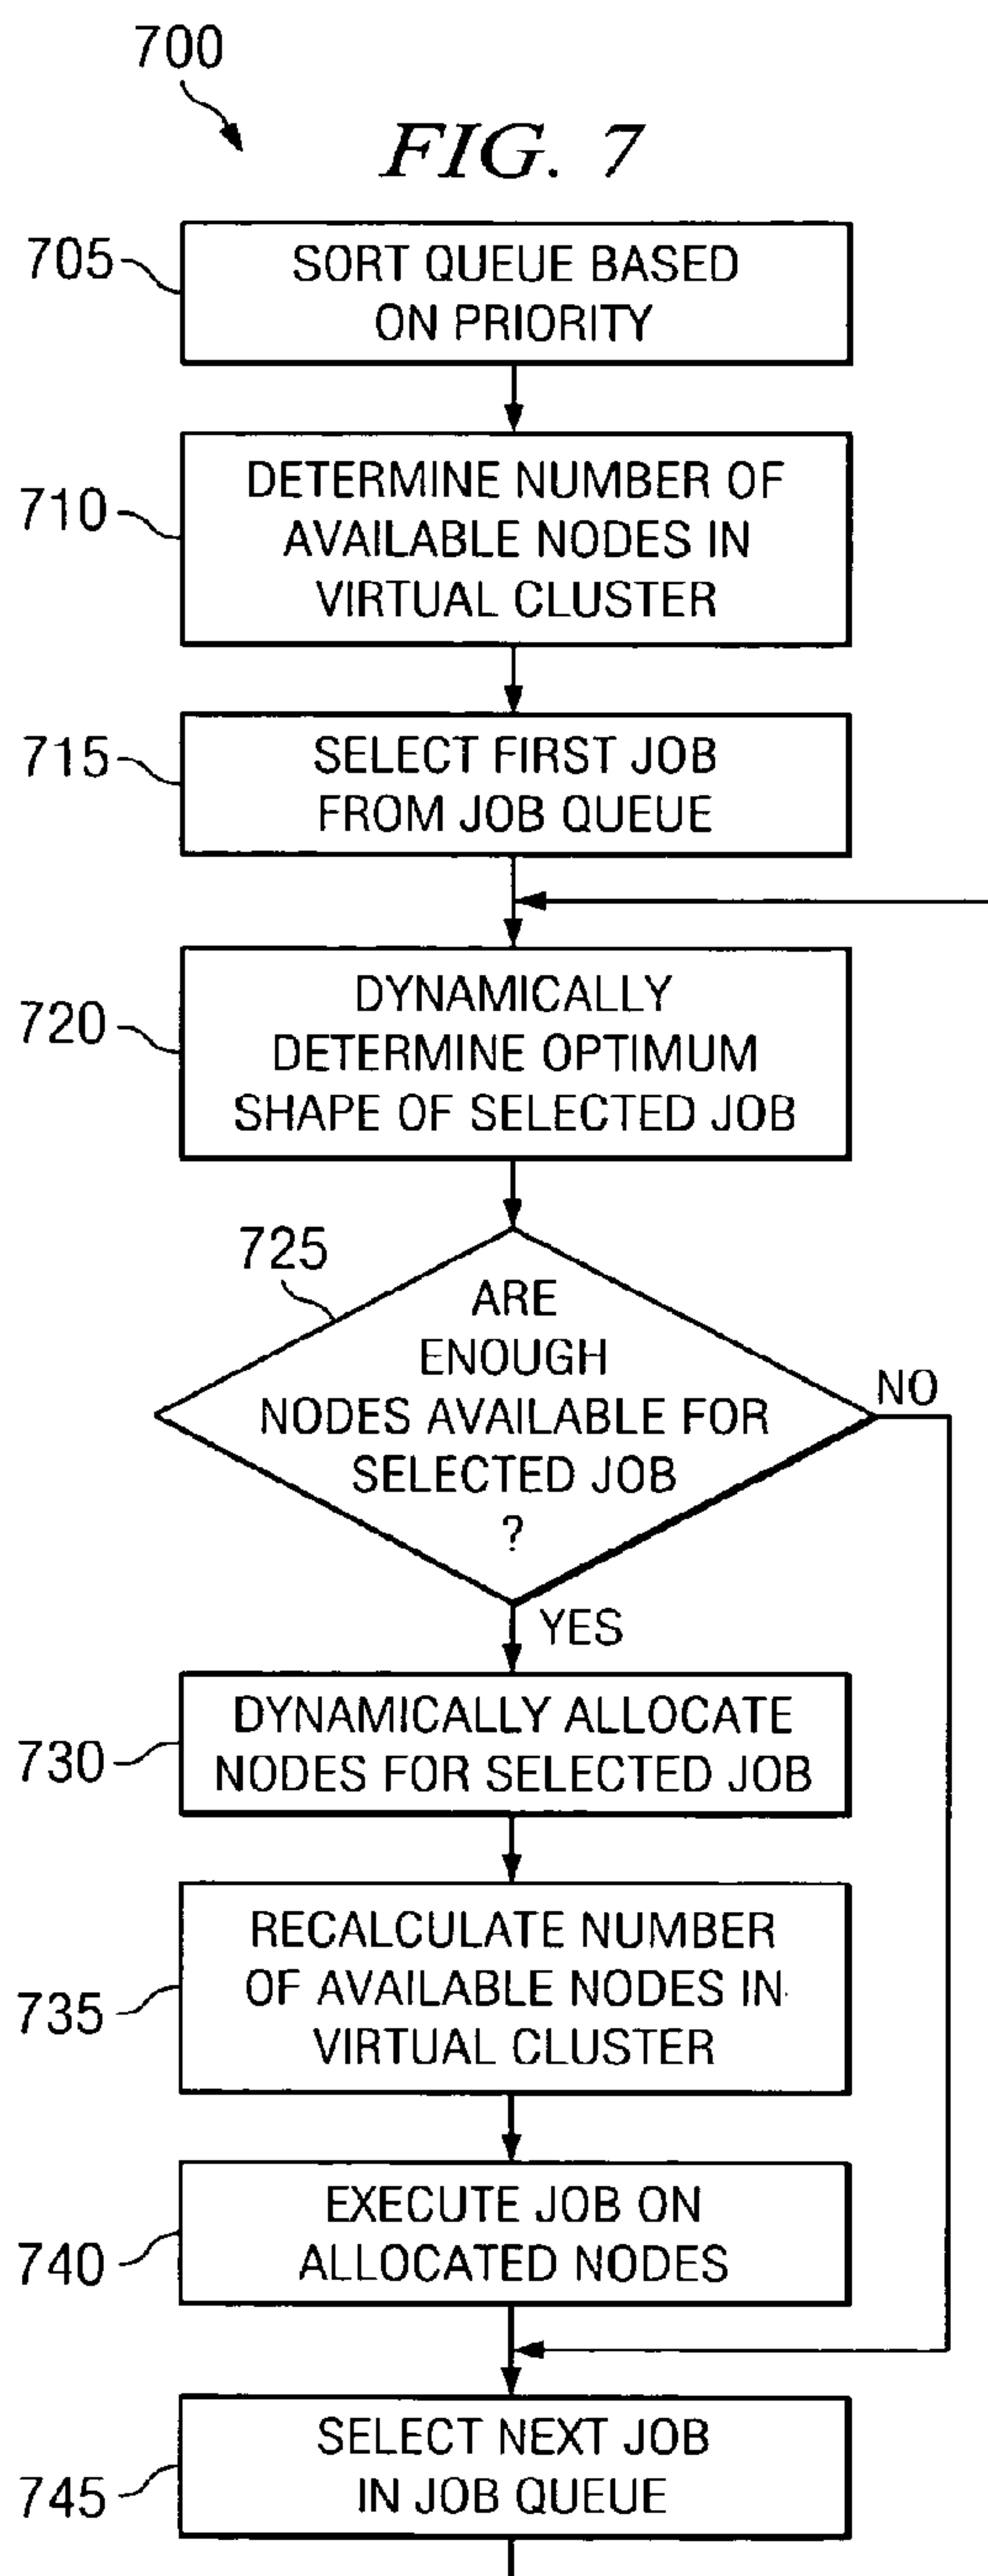 700
FIG. 7
705
SORT QUEUE BASED
ON PRIORITY
710
DETERMINE NUMBER OF
AVAILABLE NODES IN
VIRTUAL CLUSTER
715
SELECT FIRST JOB
FROM JOB QUEUE
720
DYNAMICALLY
DETERMINE OPTIMUM
SHAPE OF SELECTED JOB
725
ARE
ENOUGH
NODES AVAILABLE FOR
SELECTED JOB
?
NO
YES
730
DYNAMICALLY ALLOCATE
NODES FOR SELECTED JOB
735
RECALCULATE NUMBER
OF AVAILABLE NODES IN
VIRTUAL CLUSTER
740
EXECUTE JOB ON
ALLOCATED NODES
745
SELECT NEXT JOB
IN JOB QUEUE